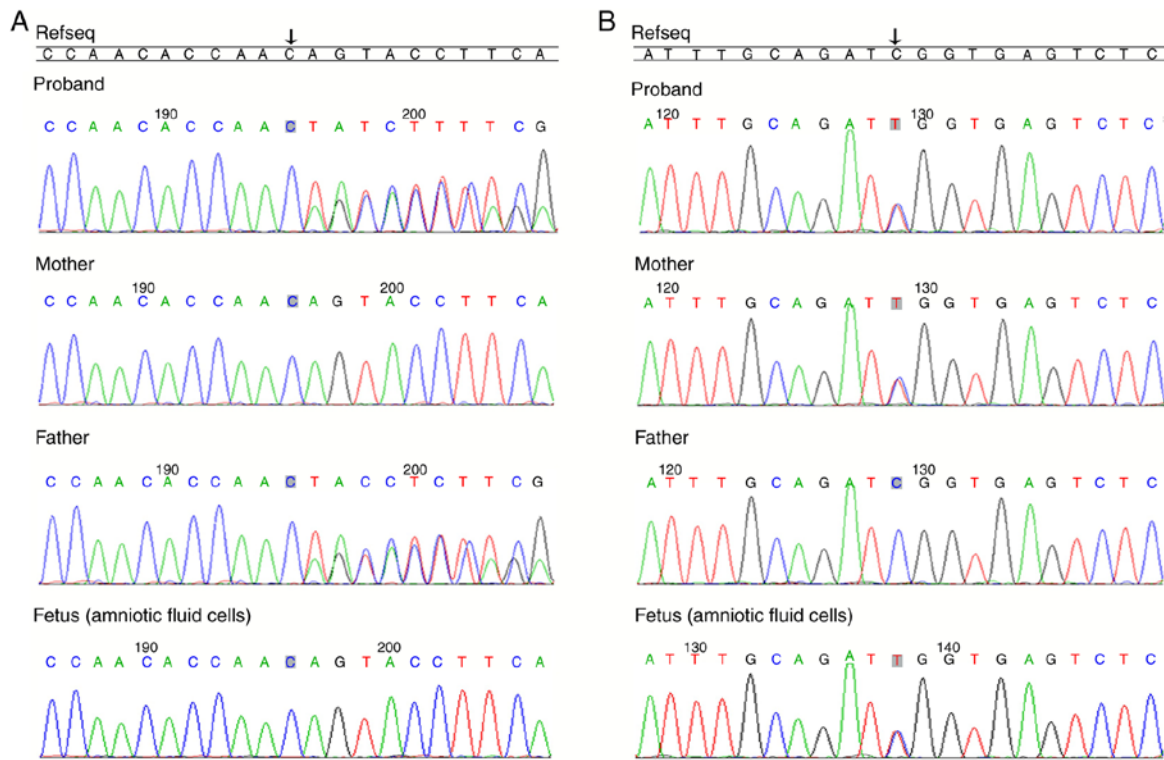 A
Refseq
C C A A C A C C A A C A G T A C C T T C A
Proband
190 200
C C A A C A C C A A C T A T C T T T T C G
Mother
190 200
C C A A C A C C A A C A G T A C C T T C A
Father
190 200
C C A A C A C C A A C T A C C T C T T C G
Fetus (amniotic fluid cells)
190 200
C C A A C A C C A A C A G T A C C T T C A
B
Refseq
A T T T G C A G A T C G G T G A G T C T C
Proband
120 130
A T T T G C A G A T T G G T G A G T C T C
Mother
120 130
A T T T G C A G A T T G G T G A G T C T C
Father
120 130
A T T T G C A G A T C G G T G A G T C T C
Fetus (amniotic fluid cells)
130 140
A T T T G C A G A T T G G T G A G T C T C